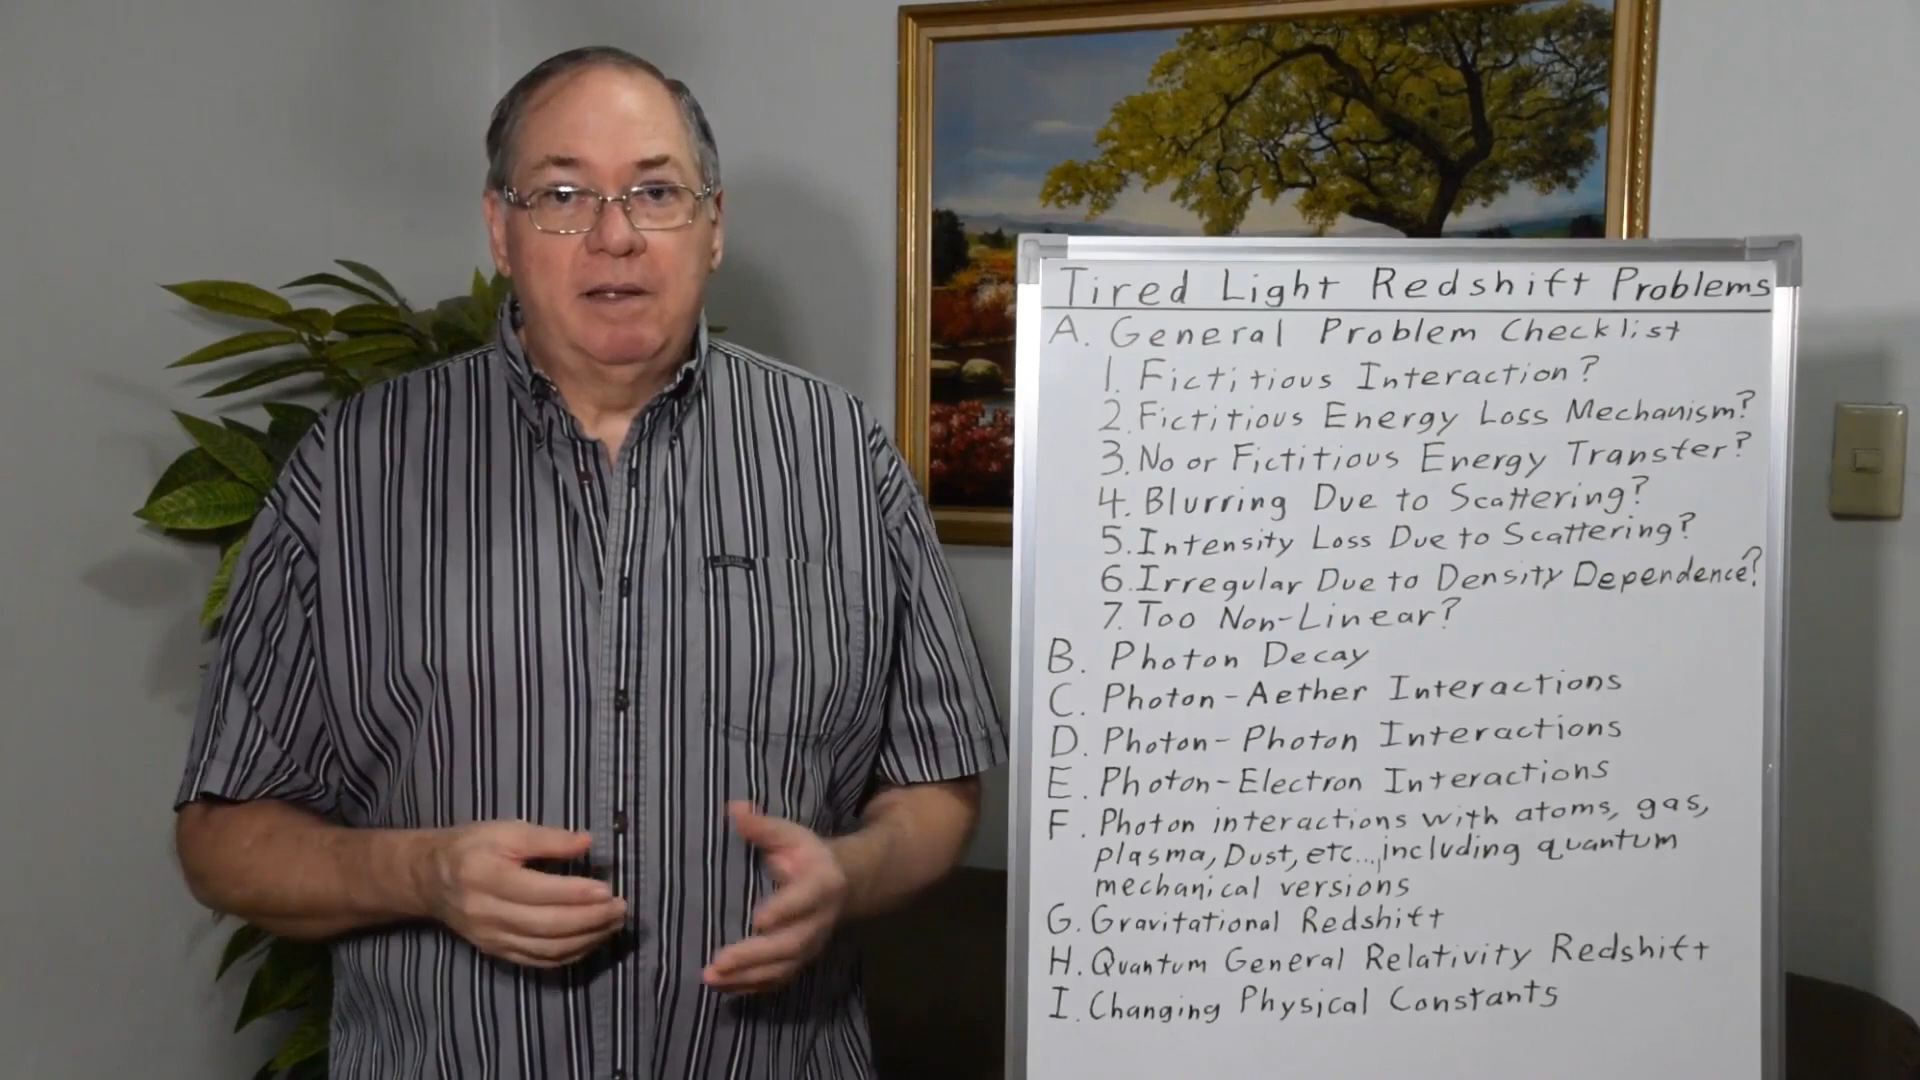 Tired Light Redshift Problems
A. General Problem Checklist
1. Fictitious Interaction?
2. Fictitious Energy Loss Mechanism?
3. No or Fictitious Energy Transfer?
4. Blurring Due to Scattering?
5. Intensity Loss Due to Scattering?
6. Irregular Due to Density Dependence?
7. Too Non-Linear?
B. Photon Decay
C. Photon-Aether Interactions
D. Photon-Photon Interactions
E. Photon-Electron Interactions
F. Photon interactions with atoms, gas,
plasma, Dust, etc..., including quantum
mechanical versions
G. Gravitational Redshift
H. Quantum General Relativity Redshift
I. Changing Physical Constants